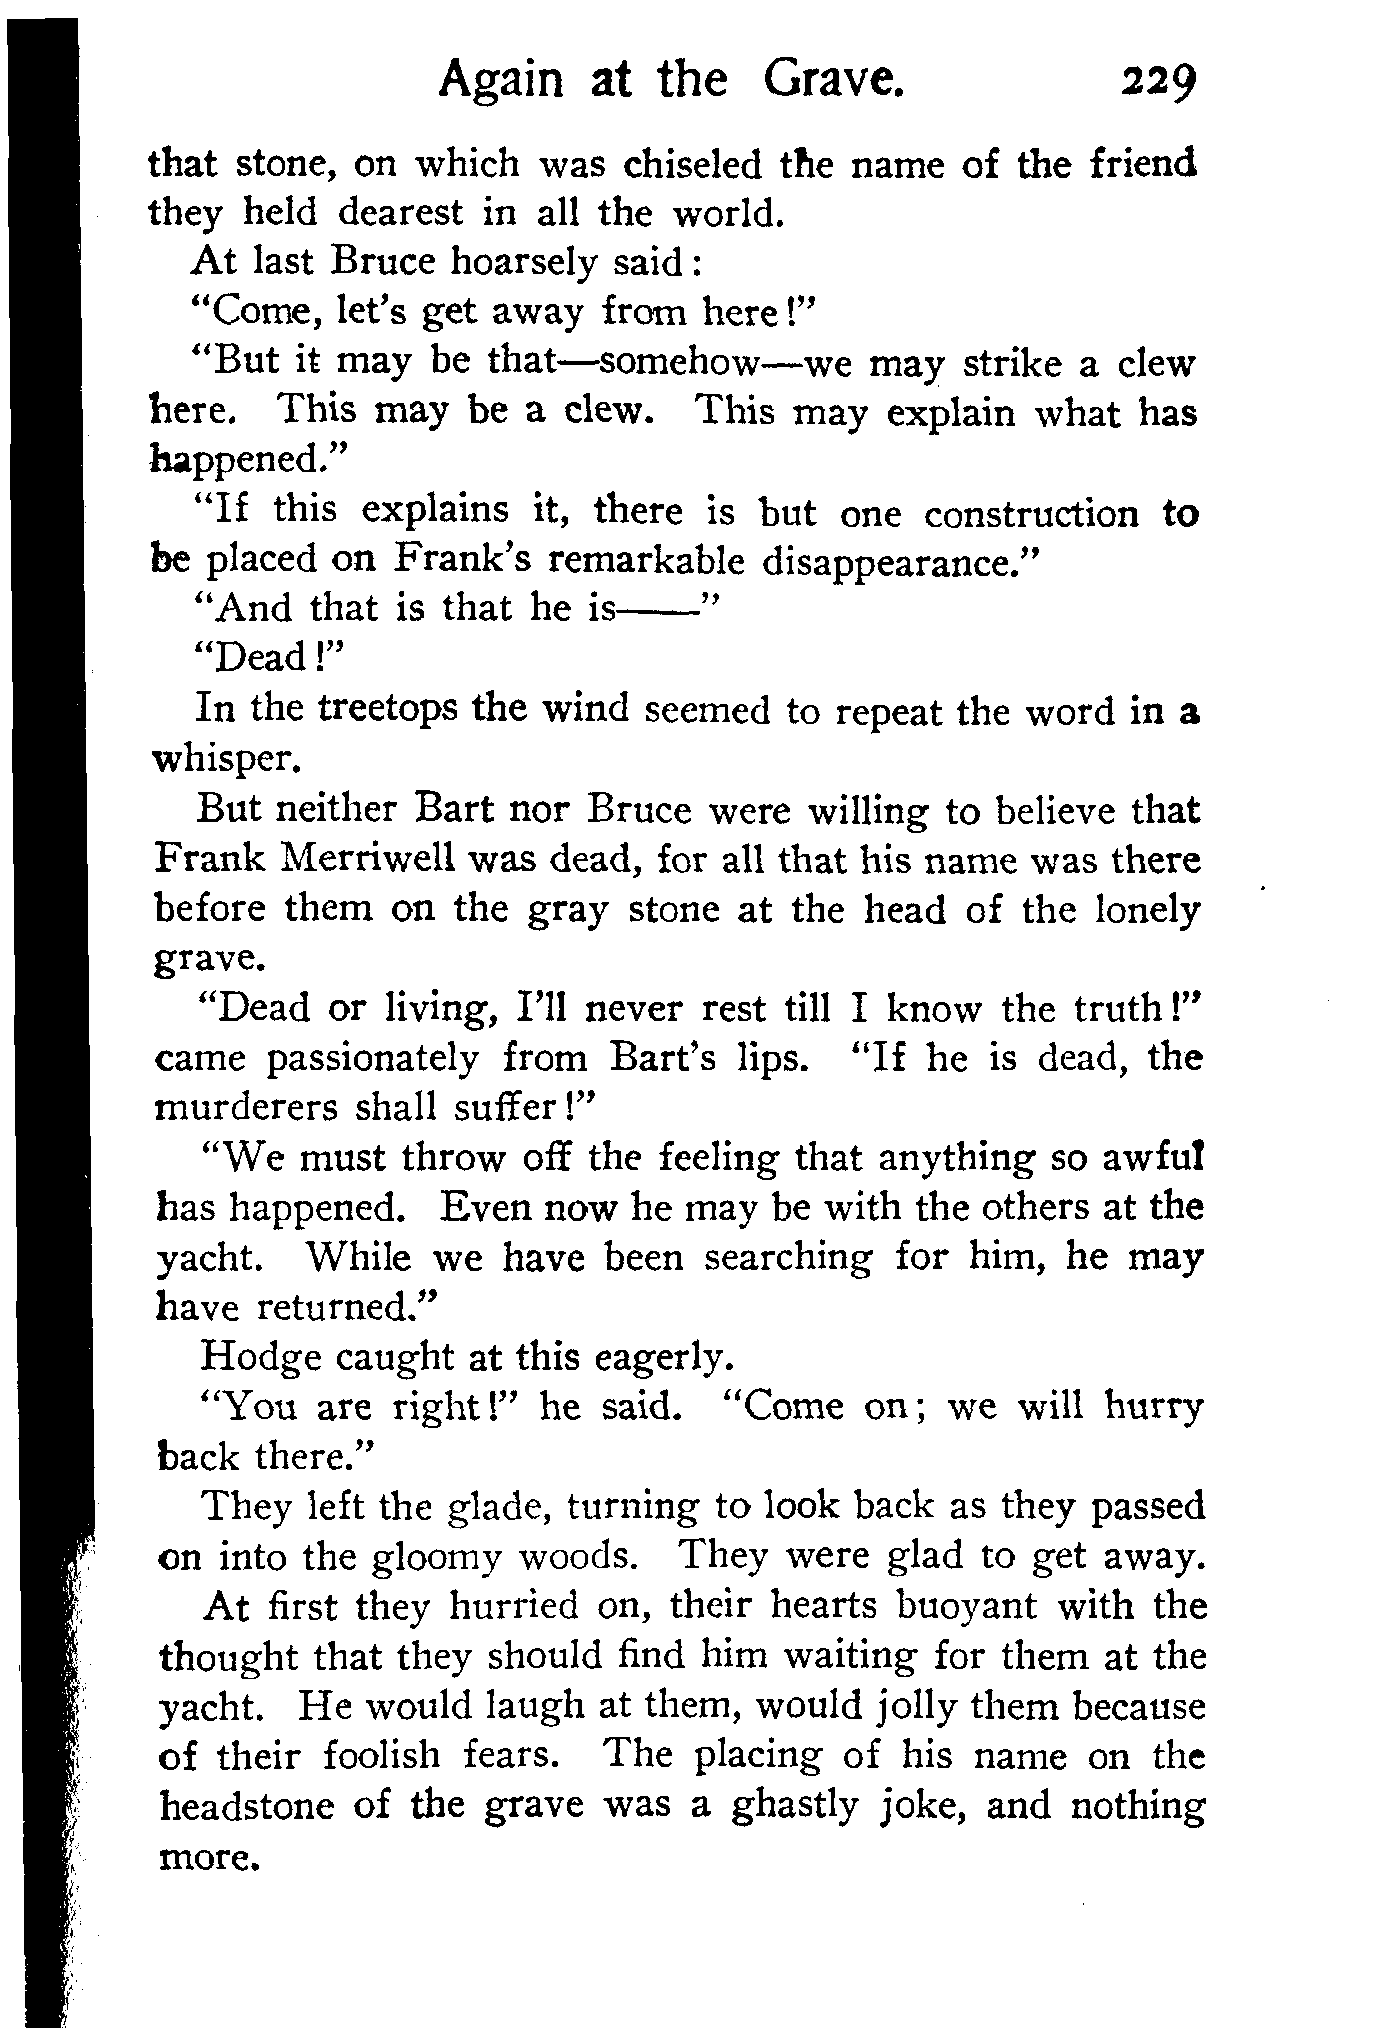 Again at the Grave. 229
that stone, on which was chiseled the name of the friend
they held dearest in all the world.
At last Bruce hoarsely said:
"Come, let's get away from here!"
"But it may be that—somehow—we may strike a clew
here. This may be a clew. This may explain what has
happened."
"If this explains it, there is but one construction to
be placed on Frank's remarkable disappearance."
"And that is that he is——"
"Dead!"
In the treetops the wind seemed to repeat the word in a
whisper.
But neither Bart nor Bruce were willing to believe that
Frank Merriwell was dead, for all that his name was there
before them on the gray stone at the head of the lonely
grave.
"Dead or living, I'll never rest till I know the truth!"
came passionately from Bart's lips. "If he is dead, the
murderers shall suffer!"
"We must throw off the feeling that anything so awful
has happened. Even now he may be with the others at the
yacht. While we have been searching for him, he may
have returned."
Hodge caught at this eagerly.
"You are right!" he said. "Come on; we will hurry
back there."
They left the glade, turning to look back as they passed
on into the gloomy woods. They were glad to get away.
At first they hurried on, their hearts buoyant with the
thought that they should find him waiting for them at the
yacht. He would laugh at them, would jolly them because
of their foolish fears. The placing of his name on the
headstone of the grave was a ghastly joke, and nothing
more.